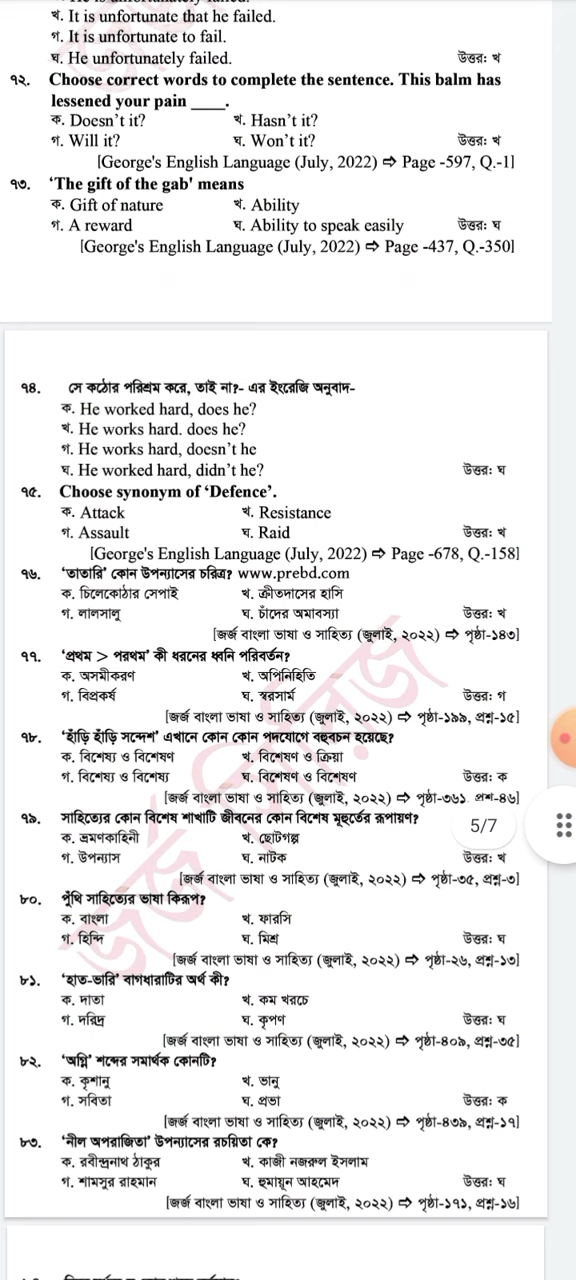 খ. It is unfortunate that he failed.
গ. It is unfortunate to fail.
ঘ. He unfortunately failed. উত্তর: খ
৭২. Choose correct words to complete the sentence. This balm has
lessened your pain ____.
ক. Doesn't it? খ. Hasn't it?
গ. Will it? ঘ. Won't it? উত্তর: খ
[George's English Language (July, 2022) ⇨ Page -597, Q.-1]
৭৩. ‘The gift of the gab' means
ক. Gift of nature খ. Ability
গ. A reward ঘ. Ability to speak easily উত্তর: ঘ
[George's English Language (July, 2022) ⇨ Page -437, Q.-350]
৭৪. সে কঠোর পরিশ্রম করে, তাই না?- এর ইংরেজি অনুবাদ-
ক. He worked hard, does he?
খ. He works hard. does he?
গ. He works hard, doesn't he
ঘ. He worked hard, didn't he? উত্তর: ঘ
৭৫. Choose synonym of ‘Defence’.
ক. Attack খ. Resistance
গ. Assault ঘ. Raid উত্তর: খ
[George's English Language (July, 2022) ⇨ Page -678, Q.-158]
৭৬. ‘তাতারি’ কোন উপন্যাসের চরিত্র? www.prebd.com
ক. চিলেকোঠার সেপাই খ. ক্রীতদাসের হাসি
গ. লালসালু ঘ. চাঁদের অমাবস্যা উত্তর: খ
[জর্জ বাংলা ভাষা ও সাহিত্য (জুলাই, ২০২২) ⇨ পৃষ্ঠা-১৪৩]
৭৭. ‘প্রথম > পরথম’ কী ধরনের ধ্বনি পরিবর্তন?
ক. অসমীকরণ খ. অপিনিহিতি
গ. বিপ্রকর্ষ ঘ. স্বরসার্ম উত্তর: গ
[জর্জ বাংলা ভাষা ও সাহিত্য (জুলাই, ২০২২) ⇨ পৃষ্ঠা-১৯৯, প্রশ্ন-১৫]
৭৮. ‘হাঁড়ি হাঁড়ি সন্দেশ’ এখানে কোন কোন পদযোগে বহুবচন হয়েছে?
ক. বিশেষ্য ও বিশেষণ খ. বিশেষণ ও ক্রিয়া
গ. বিশেষ্য ও বিশেষ্য ঘ. বিশেষণ ও বিশেষণ উত্তর: ক
[জর্জ বাংলা ভাষা ও সাহিত্য (জুলাই, ২০২২) ⇨ পৃষ্ঠা-৩৬১ প্রশ্ন-৪৬]
৭৯. সাহিত্যের কোন বিশেষ শাখাটি জীবনের কোন বিশেষ মূহুর্তের রূপায়ণ? 5/7
ক. ভ্রমণকাহিনী খ. ছোটগল্প
গ. উপন্যাস ঘ. নাটক উত্তর: খ
[জর্জ বাংলা ভাষা ও সাহিত্য (জুলাই, ২০২২) ⇨ পৃষ্ঠা-৩৫, প্রশ্ন-৩]
৮০. পুঁথি সাহিত্যের ভাষা কিরূপ?
ক. বাংলা খ. ফারসি
গ. হিন্দি ঘ. মিশ্র উত্তর: ঘ
[জর্জ বাংলা ভাষা ও সাহিত্য (জুলাই, ২০২২) ⇨ পৃষ্ঠা-২৬, প্রশ্ন-১৩]
৮১. ‘হাত-ভারি’ বাগধারাটির অর্থ কী?
ক. দাতা খ. কম খরচে
গ. দরিদ্র ঘ. কৃপণ উত্তর: ঘ
[জর্জ বাংলা ভাষা ও সাহিত্য (জুলাই, ২০২২) ⇨ পৃষ্ঠা-৪০৯, প্রশ্ন-৩৫]
৮২. ‘অগ্নি’ শব্দের সমার্থক কোনটি?
ক. কৃশানু খ. ভানু
গ. সবিতা ঘ. প্রভা উত্তর: ক
[জর্জ বাংলা ভাষা ও সাহিত্য (জুলাই, ২০২২) ⇨ পৃষ্ঠা-৪৩৯, প্রশ্ন-১৭]
৮৩. ‘নীল অপরাজিতা’ উপন্যাসের রচয়িতা কে?
ক. রবীন্দ্রনাথ ঠাকুর খ. কাজী নজরুল ইসলাম
গ. শামসুর রাহমান ঘ. হুমায়ূন আহমেদ উত্তর: ঘ
[জর্জ বাংলা ভাষা ও সাহিত্য (জুলাই, ২০২২) ⇨ পৃষ্ঠা-১৭১, প্রশ্ন-১৬]
জর্জ সিরিজ